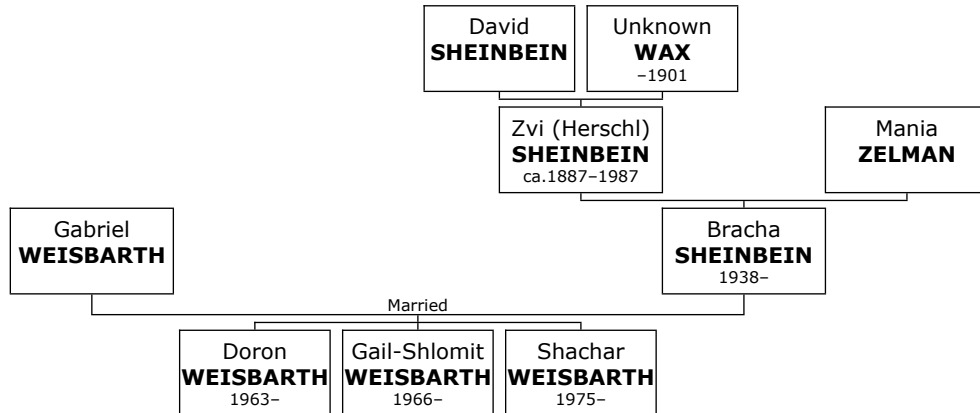 David
SHEINBEIN
Unknown
WAX
–1901
Zvi (Herschl)
SHEINBEIN
ca.1887–1987
Mania
ZELMAN
Gabriel
WEISBARTH
Bracha
SHEINBEIN
1938–
Married
Doron
WEISBARTH
1963–
Gail-Shlomit
WEISBARTH
1966–
Shachar
WEISBARTH
1975–